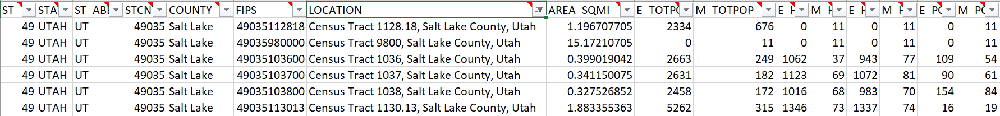 ST STA ST_AB STCN COUNTY FIPS LOCATION AREA_SQMI E_TOTP M_TOTPOP E_H M_H E_H M_H E_PO M_PO
49 UTAH UT 49035 Salt Lake 49035112818 Census Tract 1128.18, Salt Lake County, Utah 1.196707705 2334 676 0 11 0 11 0 11
49 UTAH UT 49035 Salt Lake 49035980000 Census Tract 9800, Salt Lake County, Utah 15.17210705 0 11 0 11 0 11 0 11
49 UTAH UT 49035 Salt Lake 49035103600 Census Tract 1036, Salt Lake County, Utah 0.399019042 2663 249 1062 37 943 77 109 54
49 UTAH UT 49035 Salt Lake 49035103700 Census Tract 1037, Salt Lake County, Utah 0.341150075 2631 182 1123 69 1072 81 90 61
49 UTAH UT 49035 Salt Lake 49035103800 Census Tract 1038, Salt Lake County, Utah 0.327526852 2458 172 1016 68 983 70 154 84
49 UTAH UT 49035 Salt Lake 49035113013 Census Tract 1130.13, Salt Lake County, Utah 1.883355363 5262 315 1346 73 1337 74 16 19